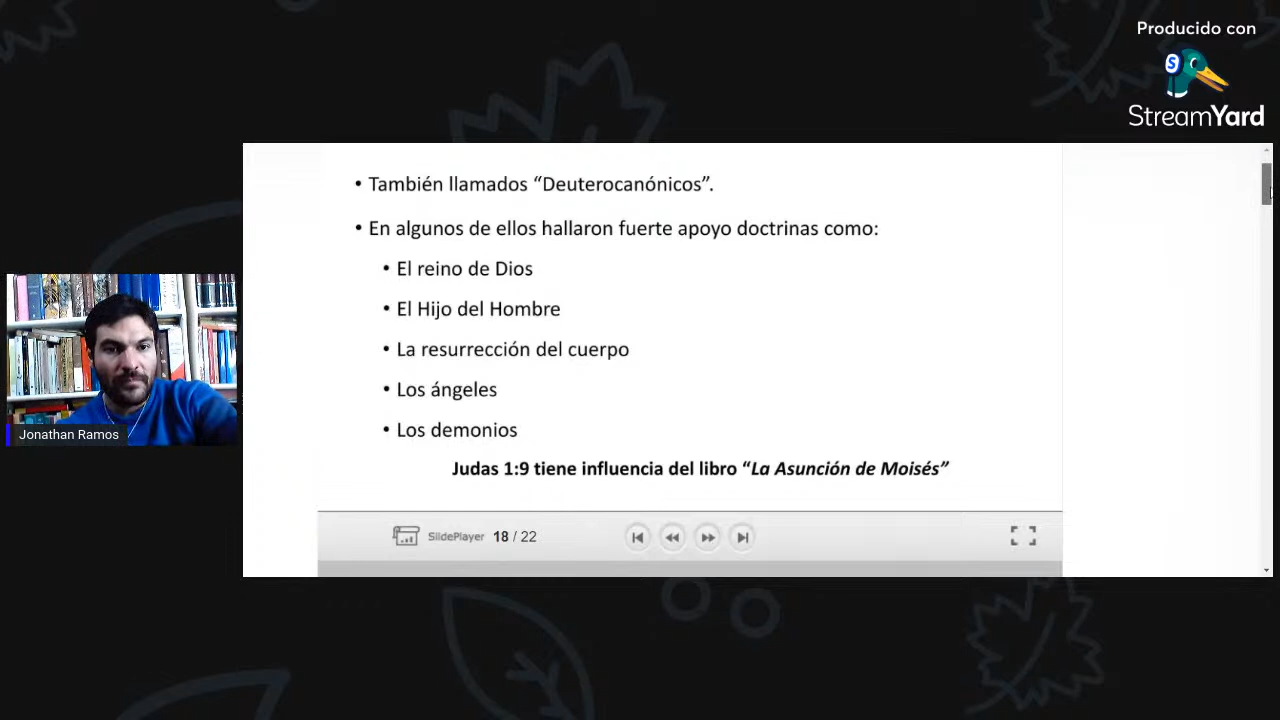 Producido con
S
StreamYard
• También llamados “Deuterocanónicos”.
• En algunos de ellos hallaron fuerte apoyo doctrinas como:
• El reino de Dios
• El Hijo del Hombre
• La resurrección del cuerpo
• Los ángeles
• Los demonios
Judas 1:9 tiene influencia del libro “La Asunción de Moisés”
Jonathan Ramos
SlidePlayer 18 / 22